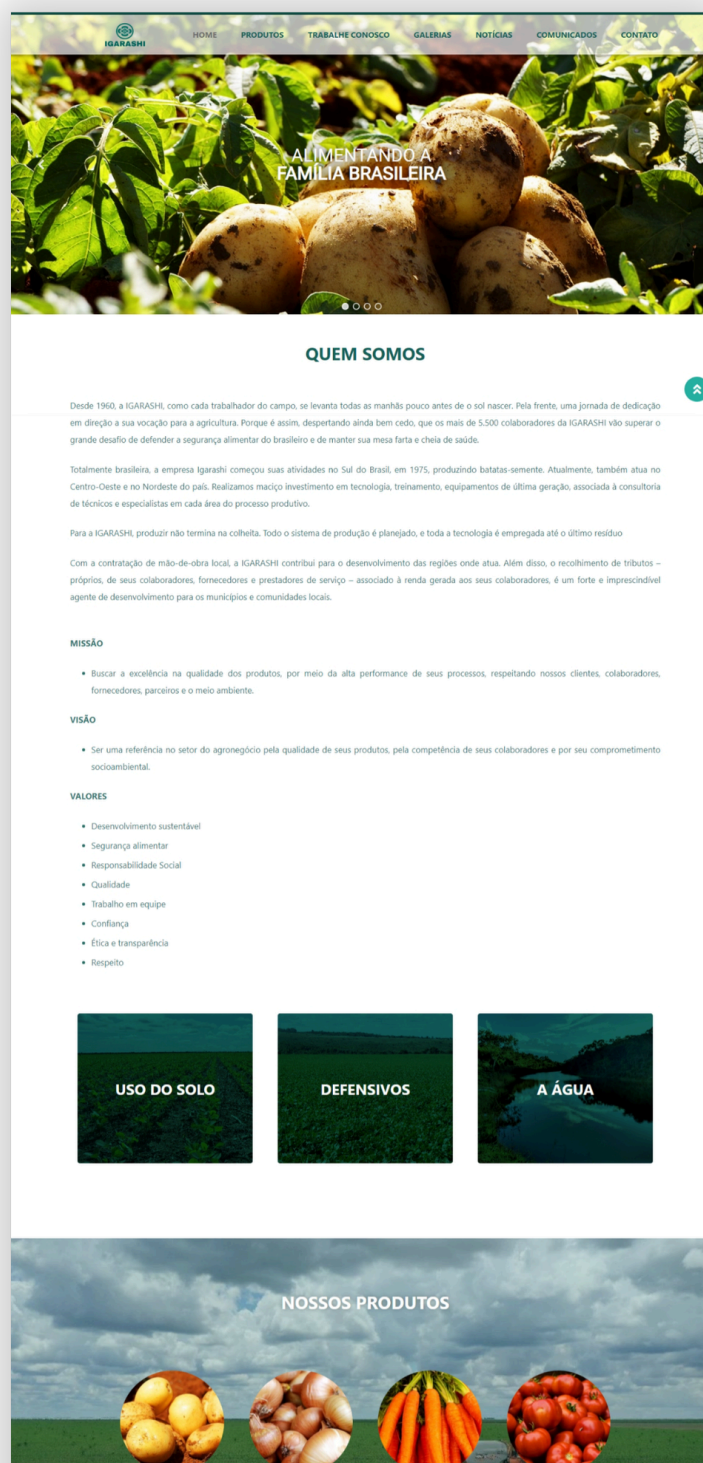 IGARASHI
HOME PRODUTOS TRABALHE CONOSCO GALERIAS NOTÍCIAS COMUNICADOS CONTATO
ALIMENTANDO A
FAMÍLIA BRASILEIRA
QUEM SOMOS
Desde 1960, a IGARASHI, como cada trabalhador do campo, se levanta todas as manhãs pouco antes de o sol nascer. Pela frente, uma jornada de dedicação
em direção a sua vocação para a agricultura. Porque é assim, despertando ainda bem cedo, que os mais de 5.500 colaboradores da IGARASHI vão superar o
grande desafio de defender a segurança alimentar do brasileiro e de manter sua mesa farta e cheia de saúde.
Totalmente brasileira, a empresa Igarashi começou suas atividades no Sul do Brasil, em 1975, produzindo batatas-semente. Atualmente, também atua no
Centro-Oeste e no Nordeste do país. Realizamos maciço investimento em tecnologia, treinamento, equipamentos de última geração, associada à consultoria
de técnicos e especialistas em cada área do processo produtivo.
Para a IGARASHI, produzir não termina na colheita. Todo o sistema de produção é planejado, e toda a tecnologia é empregada até o último resíduo
Com a contratação de mão-de-obra local, a IGARASHI contribui para o desenvolvimento das regiões onde atua. Além disso, o recolhimento de tributos –
próprios, de seus colaboradores, fornecedores e prestadores de serviço – associado à renda gerada aos seus colaboradores, é um forte e imprescindível
agente de desenvolvimento para os municípios e comunidades locais.
MISSÃO
• Buscar a excelência na qualidade dos produtos, por meio da alta performance de seus processos, respeitando nossos clientes, colaboradores,
fornecedores, parceiros e o meio ambiente.
VISÃO
• Ser uma referência no setor do agronegócio pela qualidade de seus produtos, pela competência de seus colaboradores e por seu comprometimento
socioambiental.
VALORES
• Desenvolvimento sustentável
• Segurança alimentar
• Responsabilidade Social
• Qualidade
• Trabalho em equipe
• Confiança
• Ética e transparência
• Respeito
USO DO SOLO
DEFENSIVOS
A ÁGUA
NOSSOS PRODUTOS